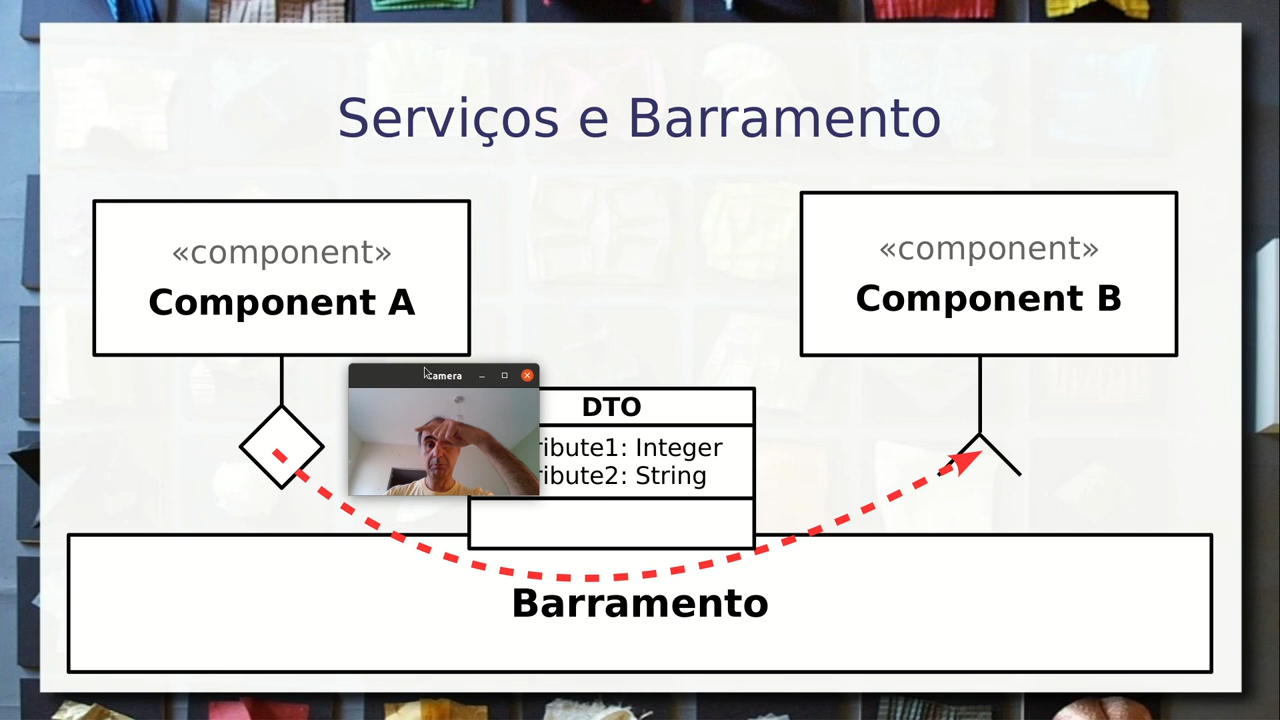 Serviços e Barramento
«component»
Component A
«component»
Component B
Camera
DTO
ribute1: Integer
ribute2: String
Barramento